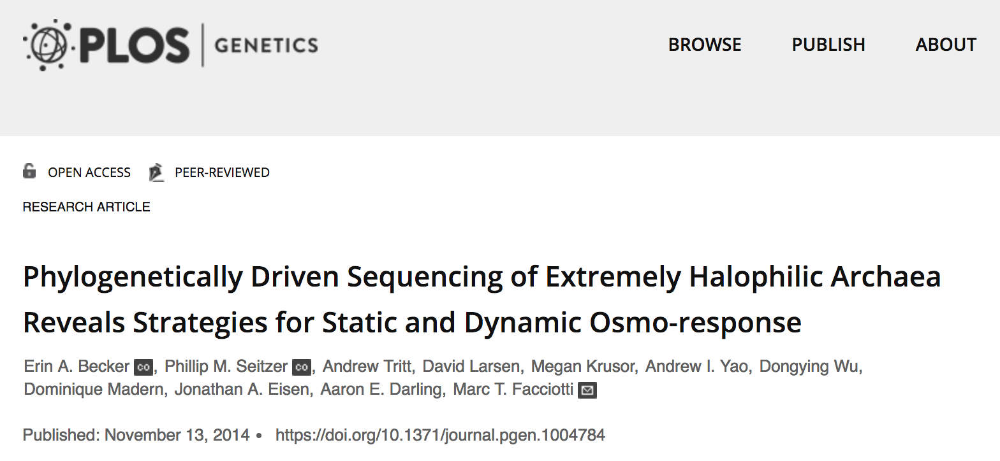 PLOS | GENETICS
BROWSE PUBLISH ABOUT
OPEN ACCESS PEER-REVIEWED
RESEARCH ARTICLE
Phylogenetically Driven Sequencing of Extremely Halophilic Archaea
Reveals Strategies for Static and Dynamic Osmo-response
Erin A. Becker co, Phillip M. Seitzer co, Andrew Tritt, David Larsen, Megan Krusor, Andrew I. Yao, Dongying Wu,
Dominique Madern, Jonathan A. Eisen, Aaron E. Darling, Marc T. Facciotti
Published: November 13, 2014 • https://doi.org/10.1371/journal.pgen.1004784